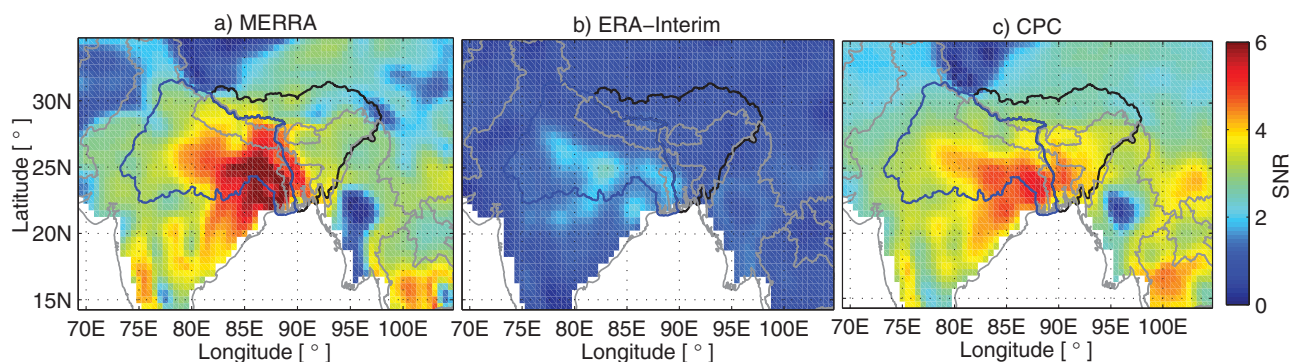 a) MERRA
b) ERA−Interim
c) CPC
30N
25N
20N
15N
Latitude [ ° ]
70E 75E 80E 85E 90E 95E 100E
Longitude [ ° ]
70E 75E 80E 85E 90E 95E 100E
Longitude [ ° ]
70E 75E 80E 85E 90E 95E 100E
Longitude [ ° ]
6
4
2
0
SNR